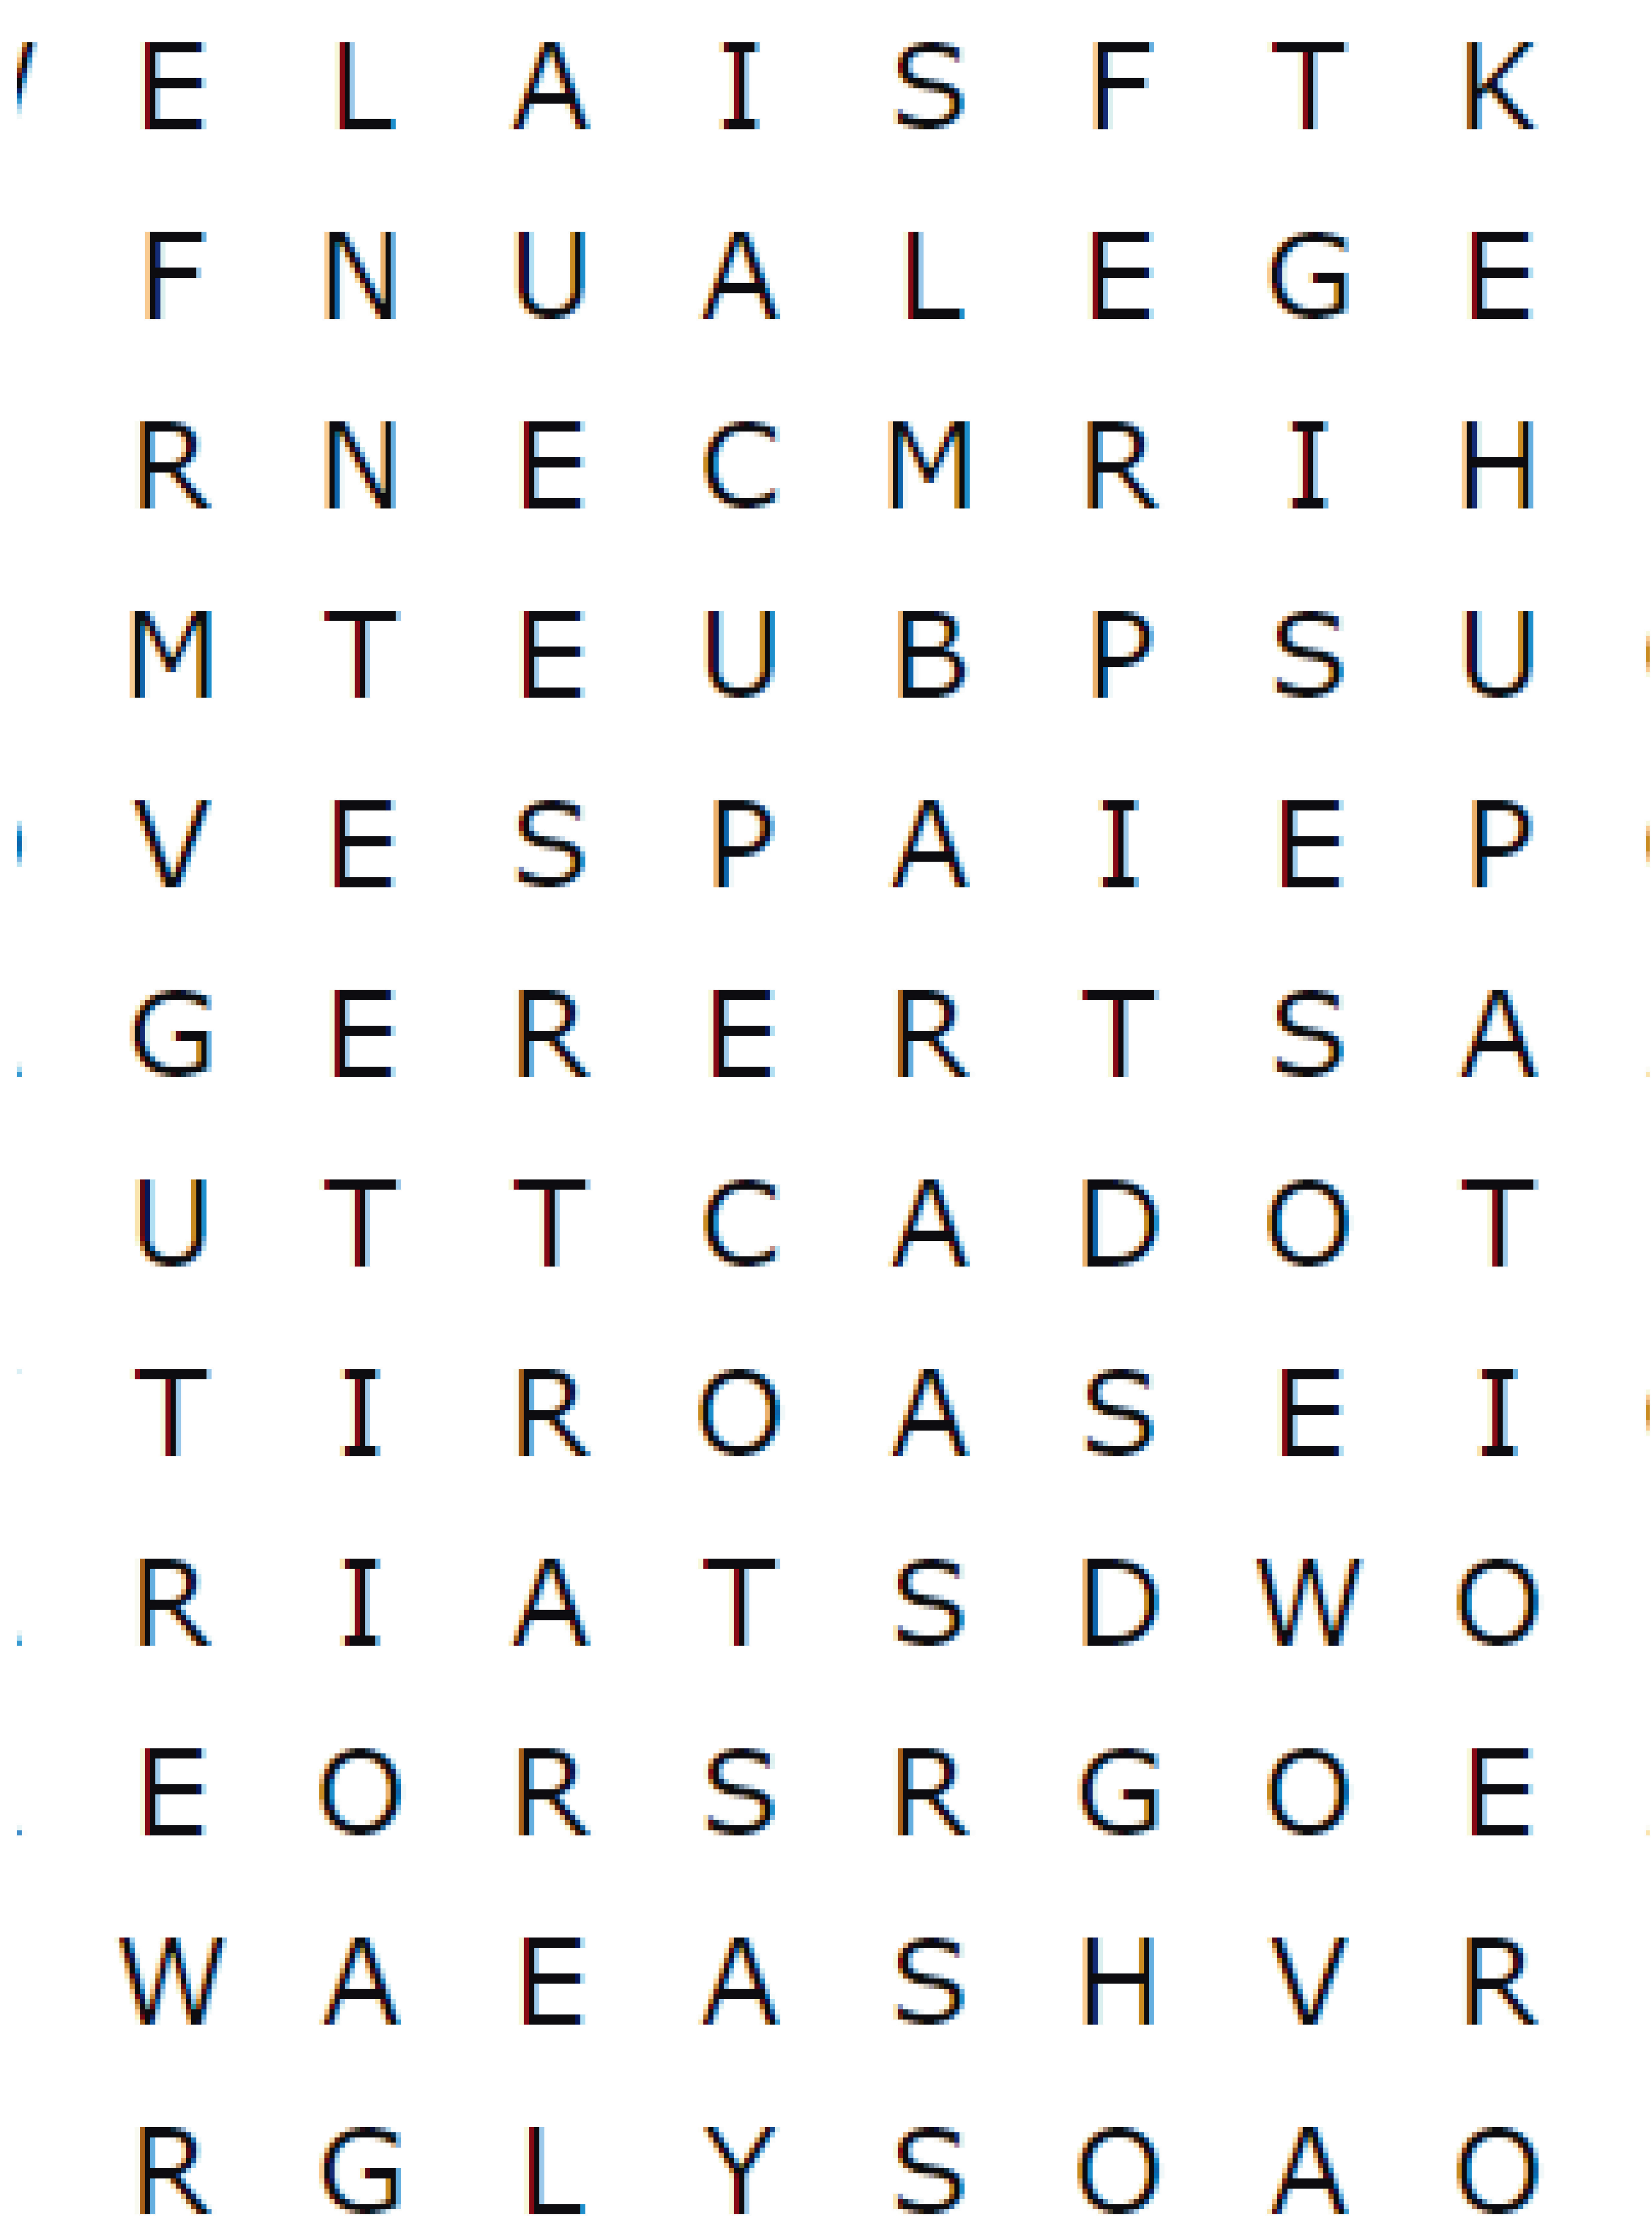 E L A I S F T K
F N U A L E G E
R N E C M R I H
M T E U B P S U
V E S P A I E P
G E R E R T S A
U T T C A D O T
T I R O A S E I
R I A T S D W O
E O R S R G O E
W A E A S H V R
R G L Y S O A O